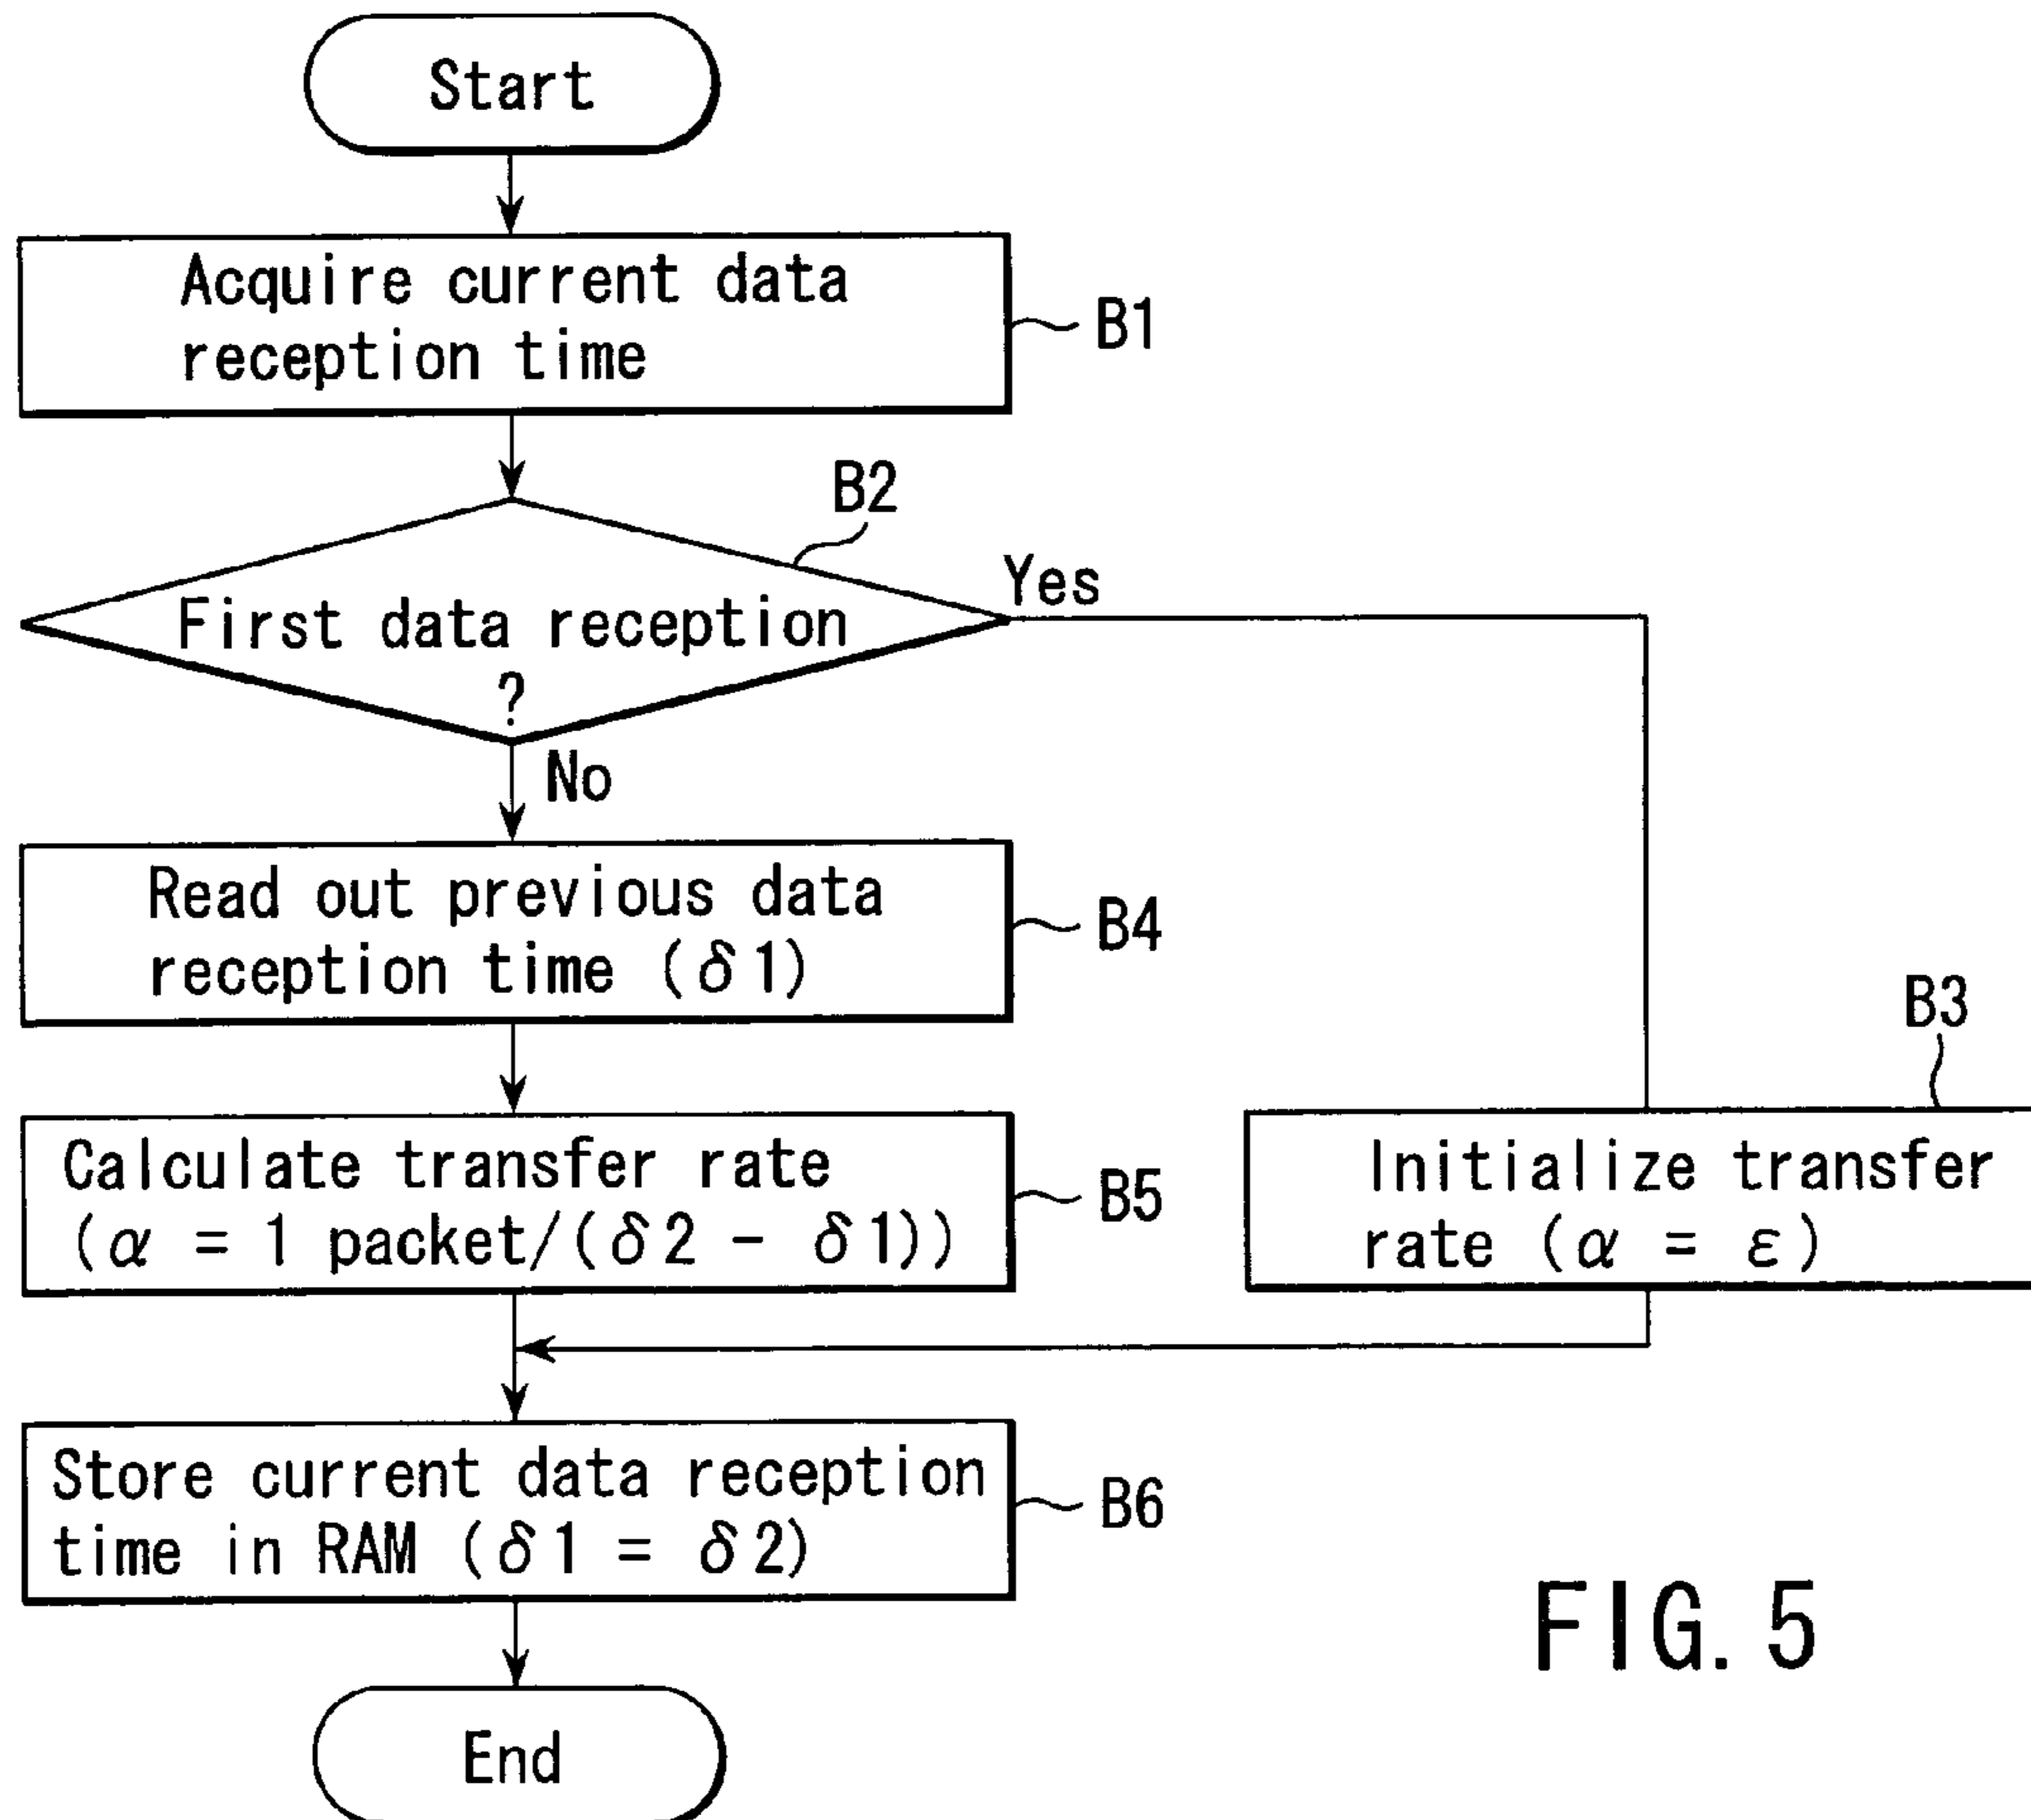 Start
Acquire current data
reception time
B1
B2
First data reception
?
Yes
No
Read out previous data
reception time (δ1)
B4
B3
Calculate transfer rate
(α = 1 packet/(δ2 - δ1))
B5
Initialize transfer
rate (α = ε)
Store current data reception
time in RAM (δ1 = δ2)
B6
End
FIG. 5